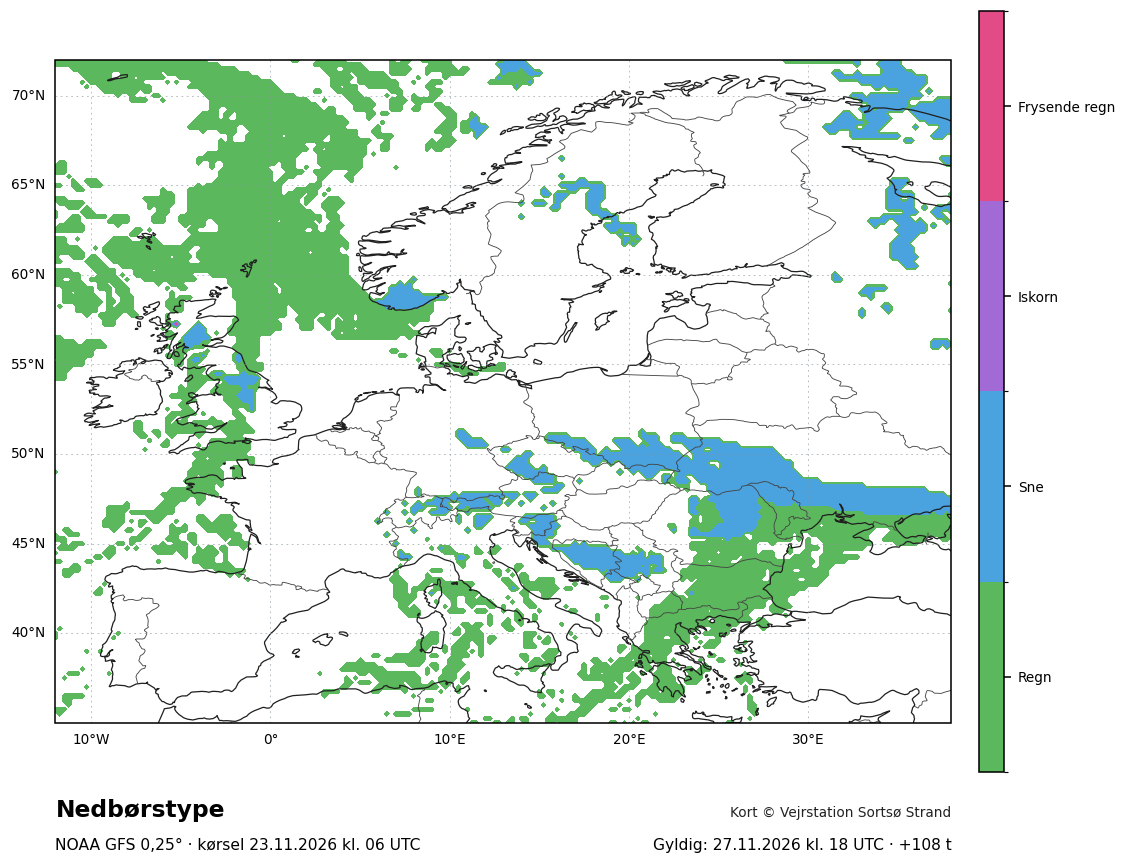 Frysende regn
Iskorn
Sne
Regn
70°N
65°N
60°N
55°N
50°N
45°N
40°N
10°W
0°
10°E
20°E
30°E
Nedbørstype
Kort © Vejrstation Sortsø Strand
NOAA GFS 0,25° · kørsel 23.11.2026 kl. 06 UTC
Gyldig: 27.11.2026 kl. 18 UTC · +108 t